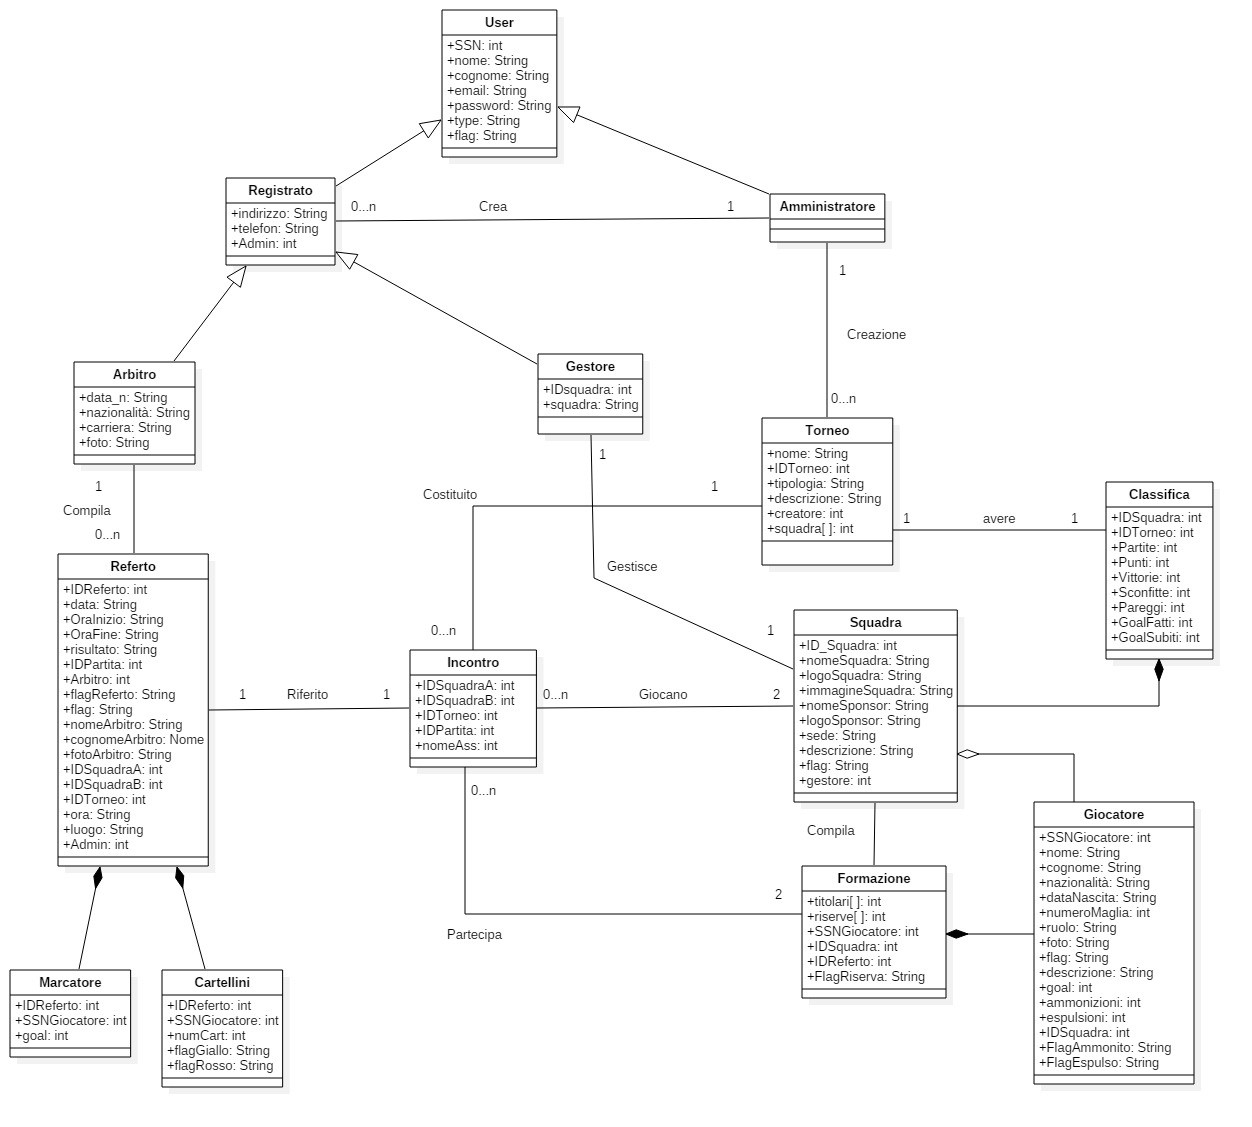 User
+SSN: int
+nome: String
+cognome: String
+email: String
+password: String
+type: String
+flag: String
Registrato
+indirizzo: String
+telefon: String
+Admin: int
0...n
Crea
1
Amministratore
1
Creazione
0...n
Arbitro
+data_n: String
+nazionalità: String
+carriera: String
+foto: String
Gestore
+IDsquadra: int
+squadra: String
1
Torneo
+nome: String
+IDTorneo: int
+tipologia: String
+descrizione: String
+creatore: int
+squadra[ ]: int
1
Compila
0...n
Costituito
1
1
avere
1
Classifica
+IDSquadra: int
+IDTorneo: int
+Partite: int
+Punti: int
+Vittorie: int
+Sconfitte: int
+Pareggi: int
+GoalFatti: int
+GoalSubiti: int
Gestisce
1
0...n
Referto
+IDReferto: int
+data: String
+OraInizio: String
+OraFine: String
+risultato: String
+IDPartita: int
+Arbitro: int
+flagReferto: String
+flag: String
+nomeArbitro: String
+cognomeArbitro: Nome
+fotoArbitro: String
+IDSquadraA: int
+IDSquadraB: int
+IDTorneo: int
+ora: String
+luogo: String
+Admin: int
1
Riferito
1
Incontro
+IDSquadraA: int
+IDSquadraB: int
+IDTorneo: int
+IDPartita: int
+nomeAss: int
0...n
Giocano
2
Squadra
+ID_Squadra: int
+nomeSquadra: String
+logoSquadra: String
+immagineSquadra: String
+nomeSponsor: String
+logoSponsor: String
+sede: String
+descrizione: String
+flag: String
+gestore: int
0...n
Compila
2
Partecipa
Formazione
+titolari[ ]: int
+riserve[ ]: int
+SSNGiocatore: int
+IDSquadra: int
+IDReferto: int
+FlagRiserva: String
Giocatore
+SSNGiocatore: int
+nome: String
+cognome: String
+nazionalità: String
+dataNascita: String
+numeroMaglia: int
+ruolo: String
+foto: String
+flag: String
+descrizione: String
+goal: int
+ammonizioni: int
+espulsioni: int
+IDSquadra: int
+FlagAmmonito: String
+FlagEspulso: String
Marcatore
+IDReferto: int
+SSNGiocatore: int
+goal: int
Cartellini
+IDReferto: int
+SSNGiocatore: int
+numCart: int
+flagGiallo: String
+flagRosso: String